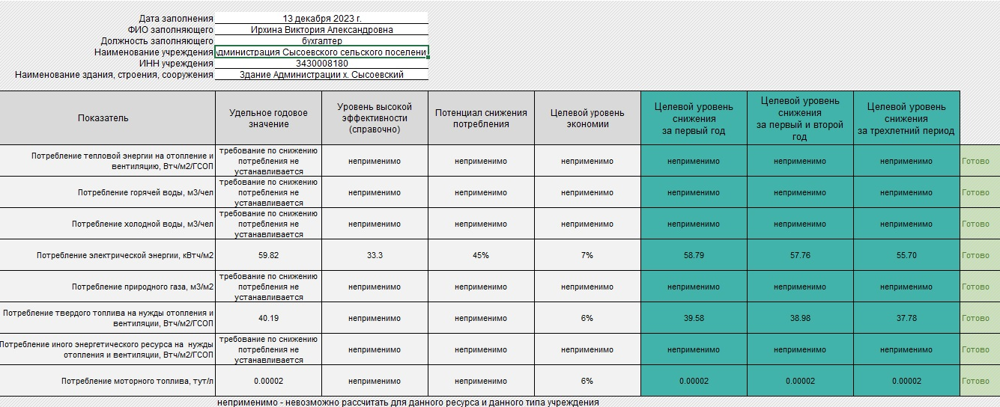 Дата заполнения 13 декабря 2023 г.
ФИО заполняющего Ирхина Виктория Александровна
Должность заполняющего бухгалтер
Наименование учреждения дминистрация Сысоевского сельского поселени
ИНН учреждения 3430008180
Наименование здания, строения, сооружения Здание Администрации х. Сысоевский
Показатель
Удельное годовое
значение
Уровень высокой
эффективности
(справочно)
Потенциал снижения
потребления
Целевой уровень
экономии
Целевой уровень
снижения
за первый год
Целевой уровень
снижения
за первый и второй
год
Целевой уровень
снижения
за трехлетний период
Потребление тепловой энергии на отопление и
вентиляцию, Втч/м2/ГСОП
требование по снижению
потребления не
устанавливается
неприменимо неприменимо неприменимо неприменимо неприменимо неприменимо Готово
Потребление горячей воды, м3/чел
требование по снижению
потребления не
устанавливается
неприменимо неприменимо неприменимо неприменимо неприменимо неприменимо Готово
Потребление холодной воды, м3/чел
требование по снижению
потребления не
устанавливается
неприменимо неприменимо неприменимо неприменимо неприменимо неприменимо Готово
Потребление электрической энергии, кВтч/м2 59.82 33.3 45% 7% 58.79 57.76 55.70 Готово
Потребление природного газа, м3/м2
требование по снижению
потребления не
устанавливается
неприменимо неприменимо неприменимо неприменимо неприменимо неприменимо Готово
Потребление твердого топлива на нужды отопления и
вентиляции, Втч/м2/ГСОП
40.19 неприменимо неприменимо 6% 39.58 38.98 37.78 Готово
Потребление иного энергетического ресурса на нужды
отопления и вентиляции, Втч/м2/ГСОП
требование по снижению
потребления не
устанавливается
неприменимо неприменимо неприменимо неприменимо неприменимо неприменимо Готово
Потребление моторного топлива, тут/л 0.00002 неприменимо неприменимо 6% 0.00002 0.00002 0.00002 Готово
неприменимо - невозможно рассчитать для данного ресурса и данного типа учреждения